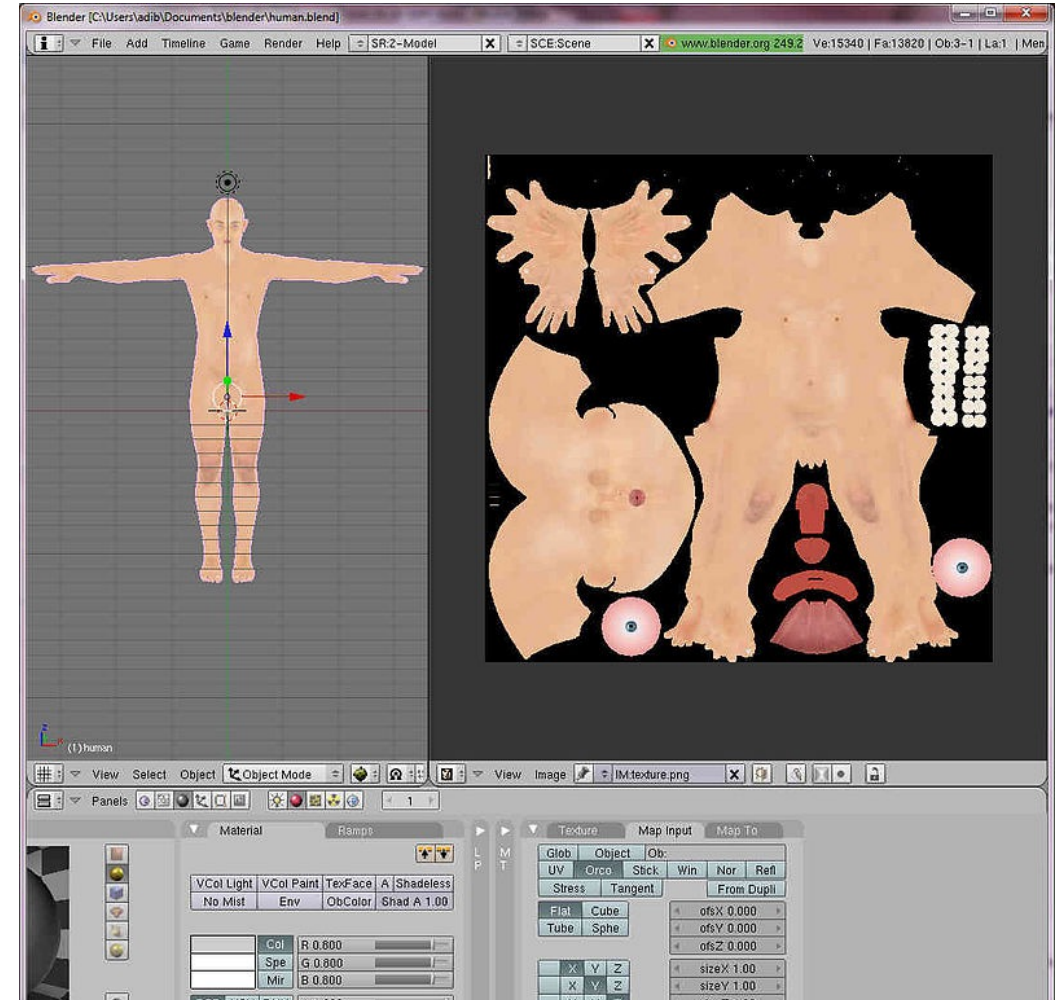 Blender [C:\Users\adib\Documents\blender\human.blend]
File Add Timeline Game Render Help SR:2-Model X SCE:Scene X www.blender.org 249.2 Ve:15340 | Fa:13820 | Ob:3-1 | La:1 | Mem
z
x
(1) human
View Select Object Object Mode
View Image IM:texture.png X
Panels 1
Material Ramps
L P
M T
Texture Map Input Map To
VCol Light VCol Paint TexFace A Shadeless
No Mist Env ObColor Shad A 1.00
Col R 0.800
Spe G 0.800
Mir B 0.800
Glob Object Ob:
UV Orco Stick Win Nor Refl
Stress Tangent From Dupli
Flat Cube ofsX 0.000
Tube Sphe ofsY 0.000
ofsZ 0.000
X Y Z sizeX 1.00
X Y Z sizeY 1.00